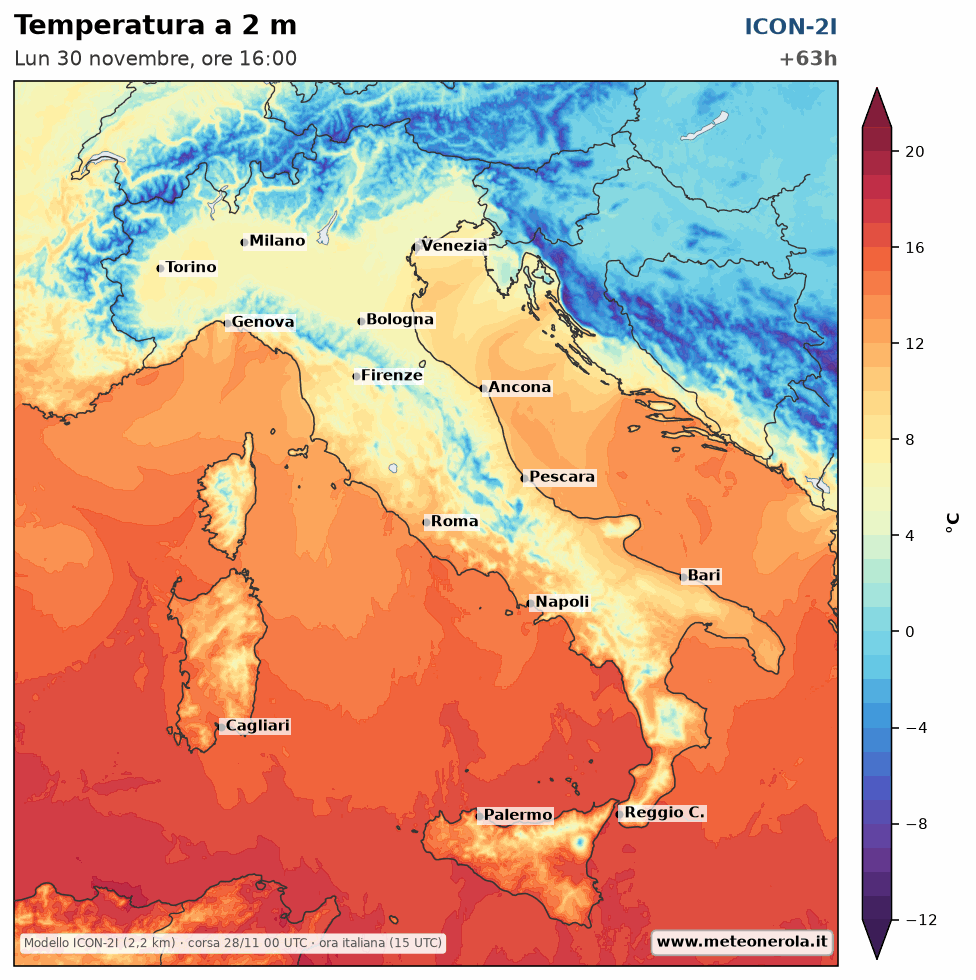 Temperatura a 2 m
ICON-2I
Lun 30 novembre, ore 16:00
+63h
Milano
Venezia
Torino
Genova
Bologna
Firenze
Ancona
Pescara
Roma
Bari
Napoli
Cagliari
Palermo
Reggio C.
20
16
12
8
4
0
−4
−8
−12
°C
Modello ICON-2I (2,2 km) · corsa 28/11 00 UTC · ora italiana (15 UTC)
www.meteonerola.it